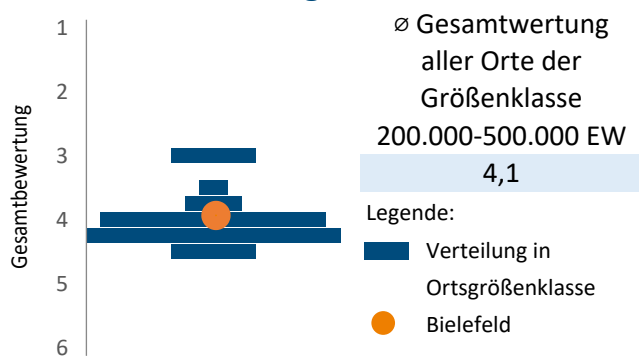 Gesamtbewertung
1
2
3
4
5
6
⌀ Gesamtwertung
aller Orte der
Größenklasse
200.000-500.000 EW
4,1
Legende:
Verteilung in
Ortsgrößenklasse
Bielefeld